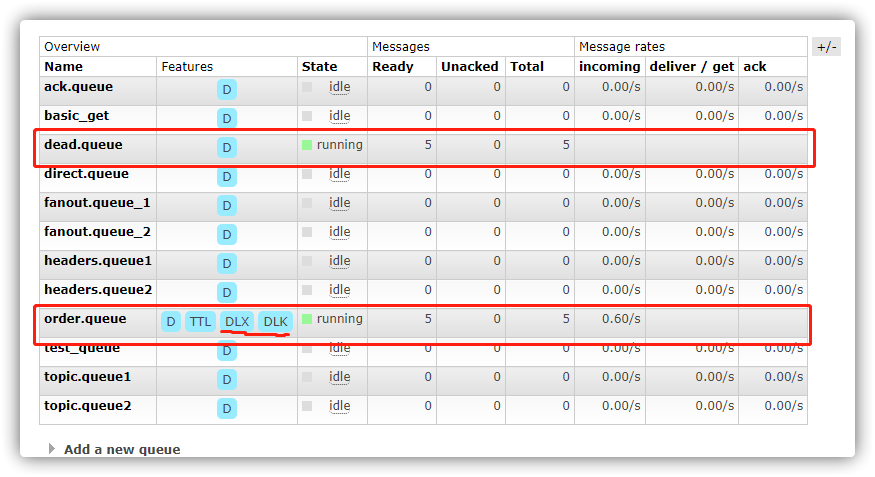 Overview Messages Message rates +/-
Name Features State Ready Unacked Total incoming deliver / get ack
ack.queue D idle 0 0 0 0.00/s 0.00/s 0.00/s
basic_get D idle 0 0 0 0.00/s 0.00/s 0.00/s
dead.queue D running 5 0 5
direct.queue D idle 0 0 0 0.00/s 0.00/s 0.00/s
fanout.queue_1 D idle 0 0 0 0.00/s 0.00/s 0.00/s
fanout.queue_2 D idle 0 0 0 0.00/s 0.00/s 0.00/s
headers.queue1 D idle 0 0 0 0.00/s 0.00/s 0.00/s
headers.queue2 D idle 0 0 0 0.00/s 0.00/s 0.00/s
order.queue D TTL DLX DLK running 5 0 5 0.60/s
test_queue D idle 0 0 0 0.00/s 0.00/s 0.00/s
topic.queue1 D idle 0 0 0 0.00/s 0.00/s 0.00/s
topic.queue2 D idle 0 0 0 0.00/s 0.00/s 0.00/s
Add a new queue